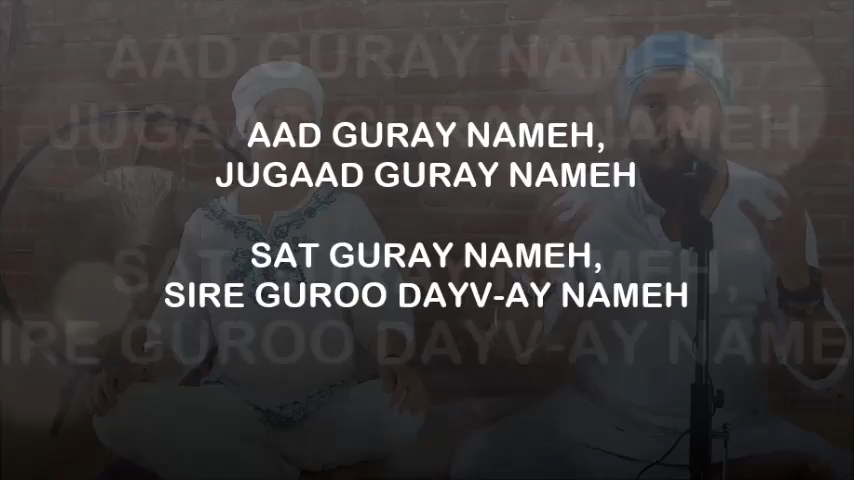 AAD GURAY NAMEH,
JUGAAD GURAY NAMEH
SAT GURAY NAMEH,
SIRE GUROO DAYV-AY NAMEH